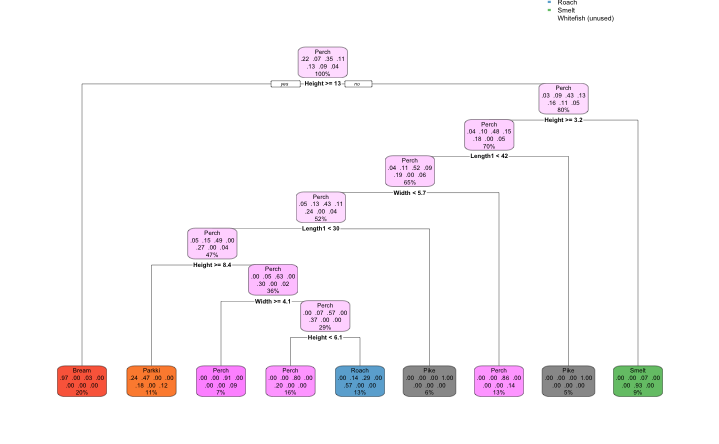 Roach
Smelt
Whitefish (unused)
Perch
.22 .07 .35 .11
.13 .09 .04
100%
yes Height >= 13 no
Perch
.03 .09 .43 .13
.16 .11 .05
80%
Height >= 3.2
Perch
.04 .10 .48 .15
.18 .00 .05
70%
Length1 < 42
Perch
.04 .11 .52 .09
.19 .00 .06
65%
Width < 5.7
Perch
.05 .13 .43 .11
.24 .00 .04
52%
Length1 < 30
Perch
.05 .15 .49 .00
.27 .00 .04
47%
Height >= 8.4
Perch
.00 .05 .63 .00
.30 .00 .02
36%
Width >= 4.1
Perch
.00 .07 .57 .00
.37 .00 .00
29%
Height < 6.1
Bream
.97 .00 .03 .00
.00 .00 .00
20%
Parkki
.24 .47 .00 .00
.18 .00 .12
11%
Perch
.00 .00 .91 .00
.00 .00 .09
7%
Perch
.00 .00 .80 .00
.20 .00 .00
16%
Roach
.00 .14 .29 .00
.57 .00 .00
13%
Pike
.00 .00 .00 1.00
.00 .00 .00
6%
Perch
.00 .00 .86 .00
.00 .00 .14
13%
Pike
.00 .00 .00 1.00
.00 .00 .00
5%
Smelt
.00 .00 .07 .00
.00 .93 .00
9%